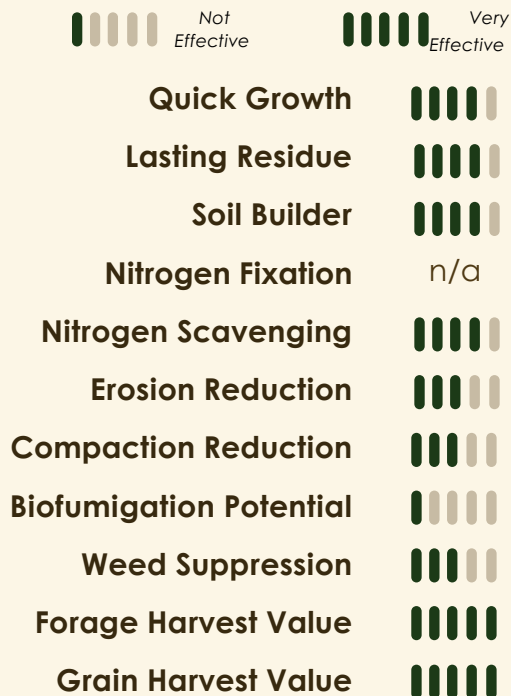 Not
Effective
Very
Effective
Quick Growth
Lasting Residue
Soil Builder
Nitrogen Fixation n/a
Nitrogen Scavenging
Erosion Reduction
Compaction Reduction
Biofumigation Potential
Weed Suppression
Forage Harvest Value
Grain Harvest Value